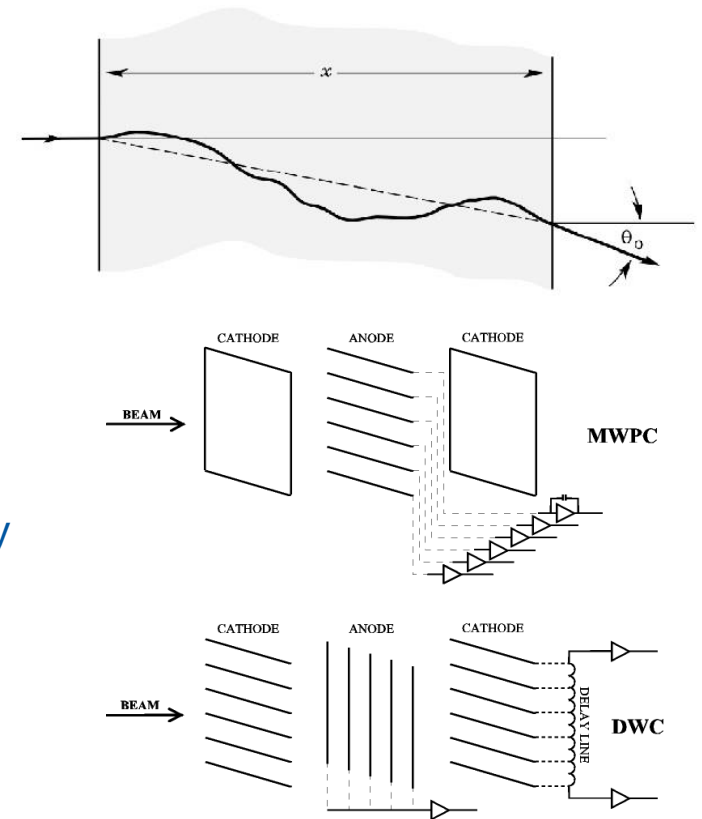 x
θ₀
CATHODE ANODE CATHODE
BEAM
MWPC
y
CATHODE ANODE CATHODE
BEAM
DELAY LINE
DWC